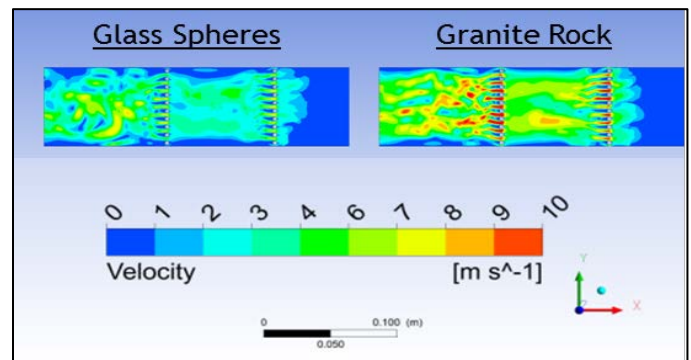 Glass Spheres
Granite Rock
0 1 2 3 4 6 7 8 9 10
Velocity
[m s^-1]
0
0.100 (m)
0.050
Y
X
Z